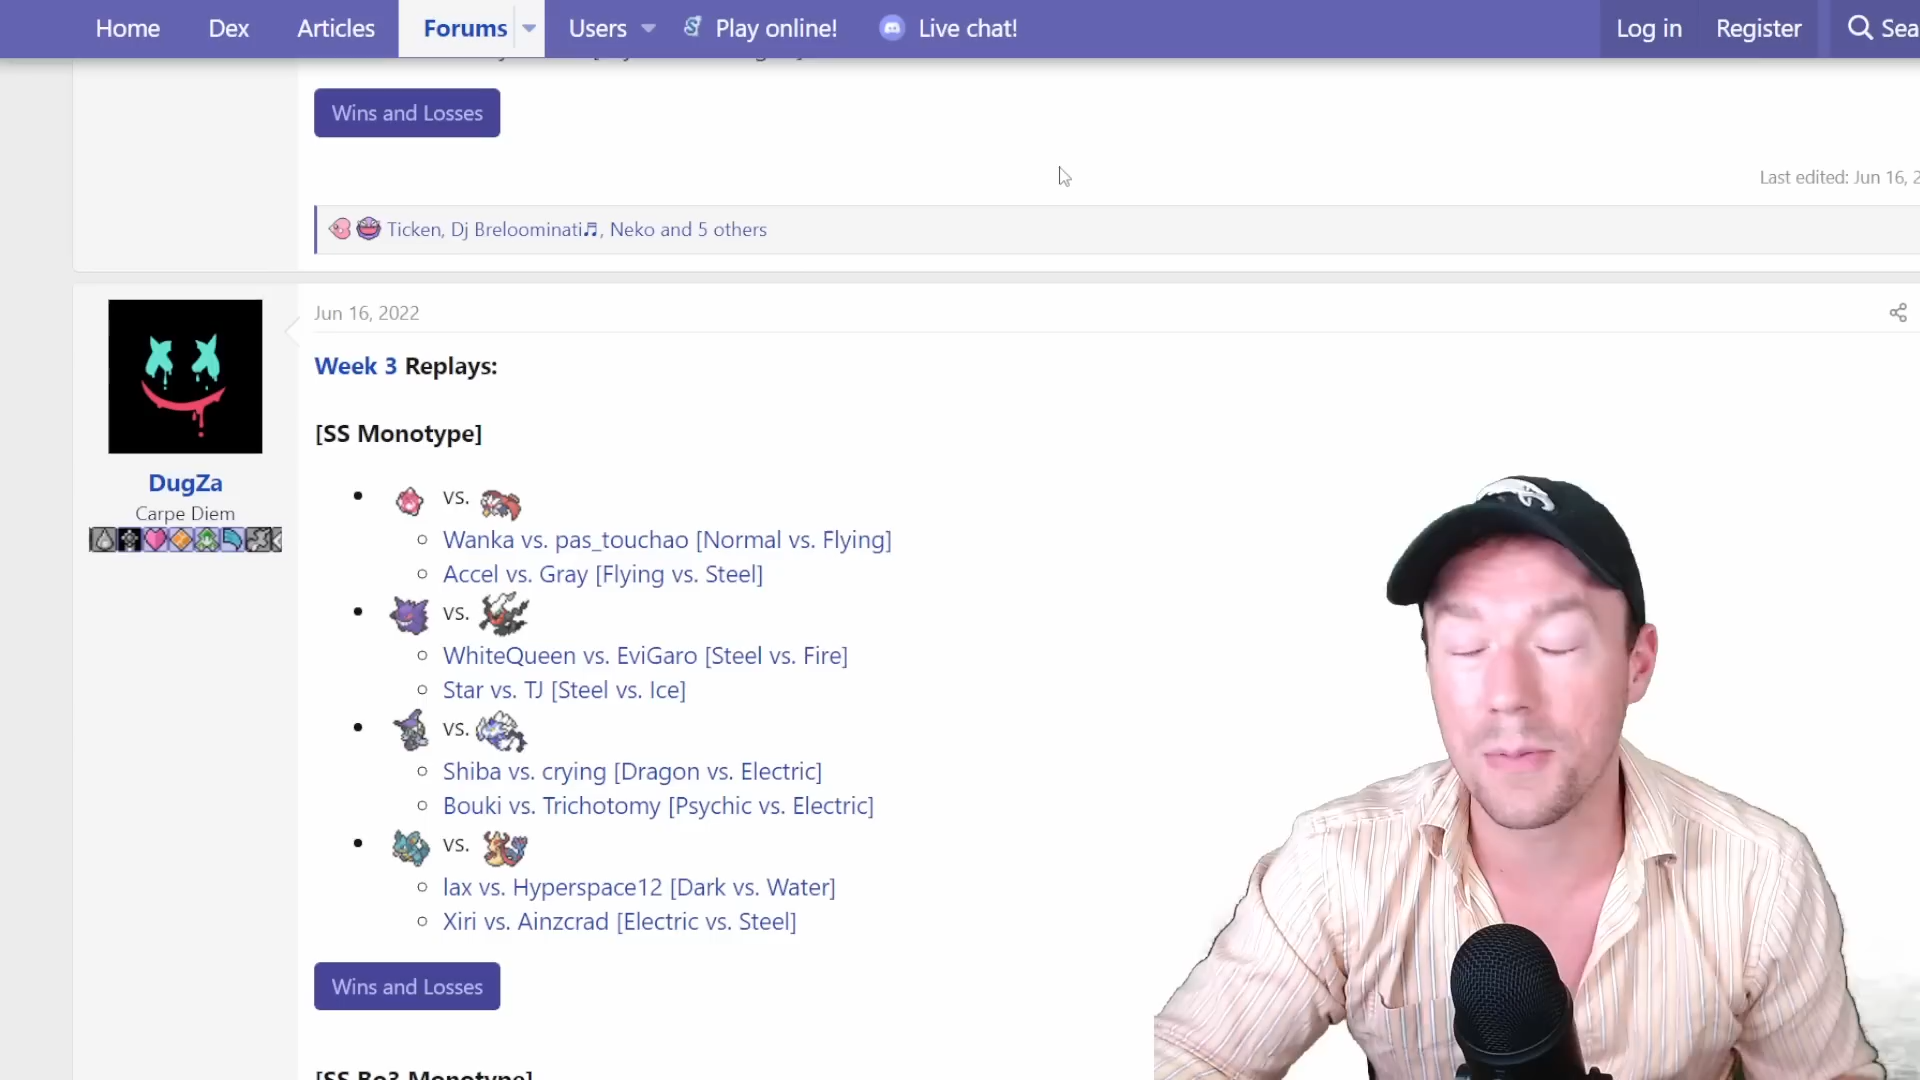 Home Dex Articles Forums Users Play online! Live chat! Log in Register Sea
Wins and Losses
Last edited: Jun 16, 2
Ticken, Dj Breloominati♬, Neko and 5 others
Jun 16, 2022
Week 3 Replays:
DugZa
Carpe Diem
[SS Monotype]
vs.
Wanka vs. pas_touchao [Normal vs. Flying]
Accel vs. Gray [Flying vs. Steel]
vs.
WhiteQueen vs. EviGaro [Steel vs. Fire]
Star vs. TJ [Steel vs. Ice]
vs.
Shiba vs. crying [Dragon vs. Electric]
Bouki vs. Trichotomy [Psychic vs. Electric]
vs.
lax vs. Hyperspace12 [Dark vs. Water]
Xiri vs. Ainzcrad [Electric vs. Steel]
Wins and Losses
[SS Bo3 Monotype]